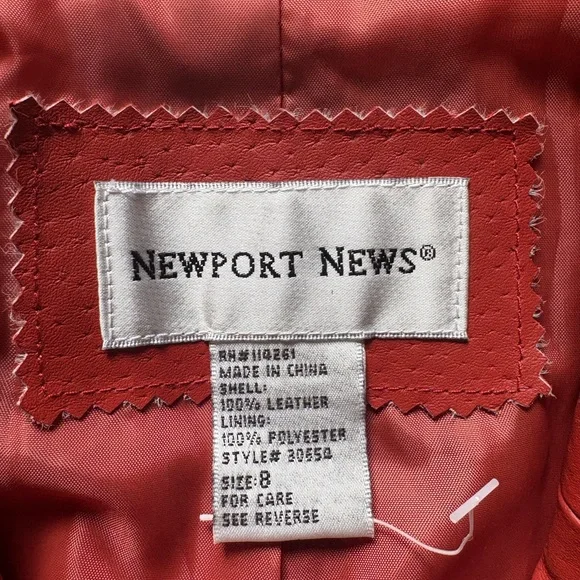 NEWPORT NEWS®
RN#114261
MADE IN CHINA
SHELL:
100% LEATHER
LINING:
100% POLYESTER
STYLE# 30554
SIZE: 8
FOR CARE
SEE REVERSE